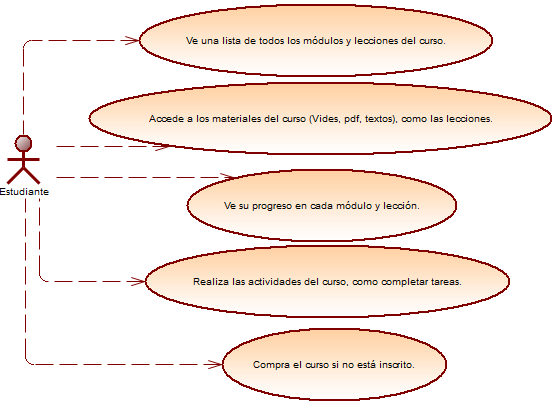 Ve una lista de todos los módulos y lecciones del curso.
Accede a los materiales del curso (Vides, pdf, textos), como las lecciones.
Estudiante
Ve su progreso en cada módulo y lección.
Realiza las actividades del curso, como completar tareas.
Compra el curso si no está inscrito.